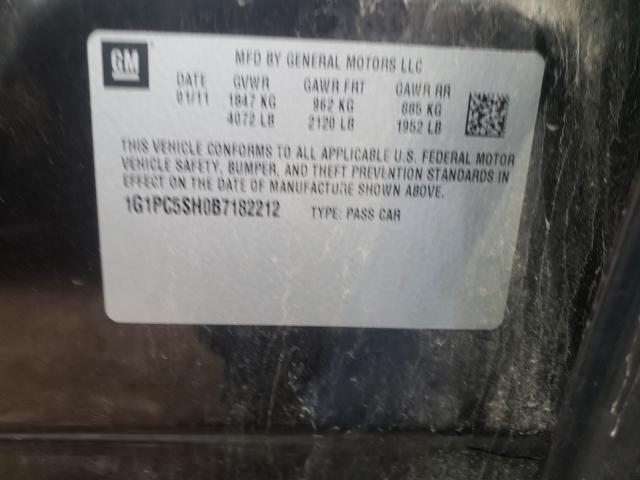 GM
MFD BY GENERAL MOTORS LLC
DATE GVWR GAWR FRT GAWR RR
01/11 1847 KG 962 KG 885 KG
4072 LB 2120 LB 1952 LB
THIS VEHICLE CONFORMS TO ALL APPLICABLE U.S. FEDERAL MOTOR
VEHICLE SAFETY, BUMPER, AND THEFT PREVENTION STANDARDS IN
EFFECT ON THE DATE OF MANUFACTURE SHOWN ABOVE.
1G1PC5SH0B7182212 TYPE: PASS CAR